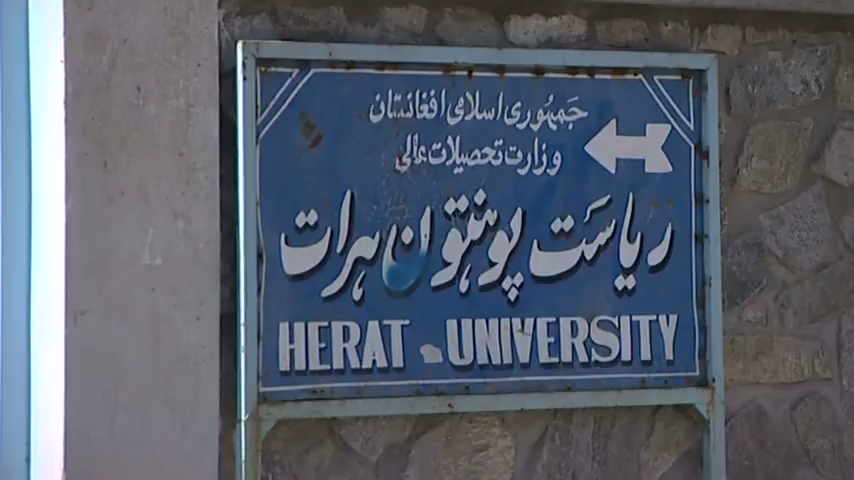 جمهوری اسلامی افغانستان
وزارت تحصیلات عالی
ریاست پوهنتون هرات
HERAT UNIVERSITY